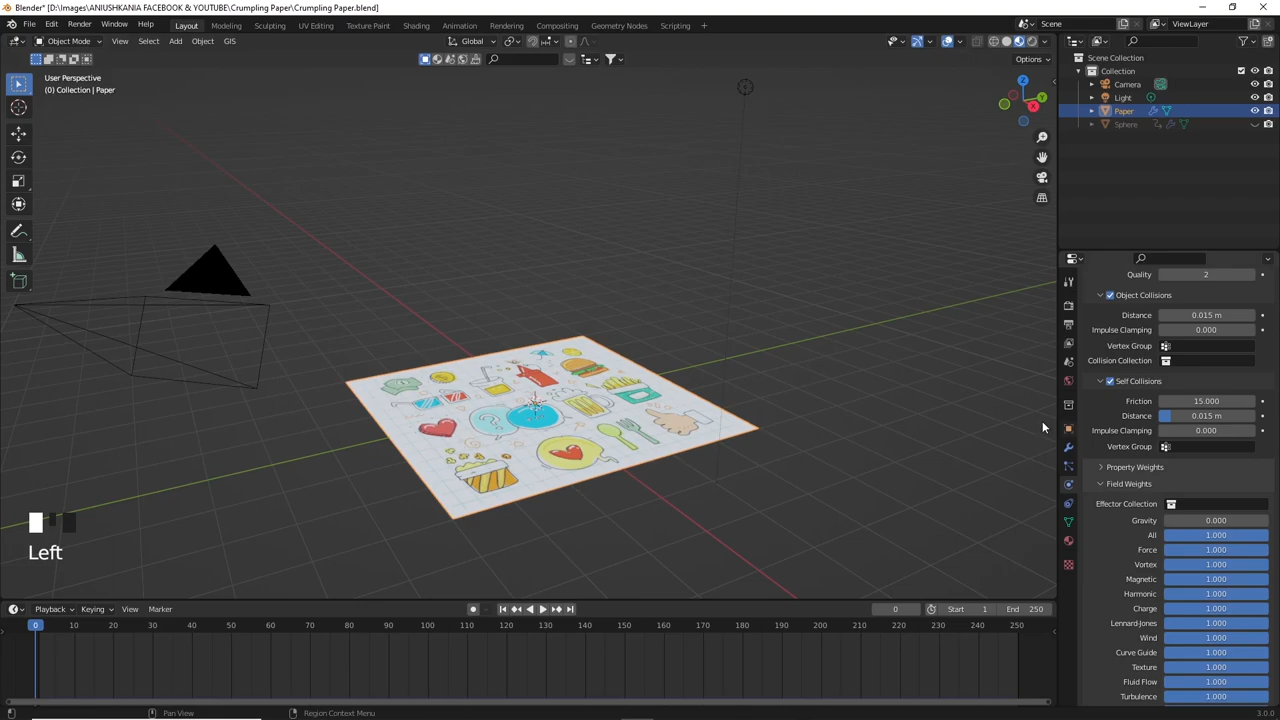 Blender* [D:\Images\ANIUSHKANIA FACEBOOK & YOUTUBE\Crumpling Paper\Crumpling Paper.blend]
File Edit Render Window Help Layout Modeling Sculpting UV Editing Texture Paint Shading Animation Rendering Compositing Geometry Nodes Scripting + Scene ViewLayer
Object Mode View Select Add Object GIS Global
Options
User Perspective
(0) Collection | Paper
Z
Y
X
Scene Collection
Collection
Camera
Light
Paper
Sphere
Quality 2
Object Collisions
Distance 0.015 m
Impulse Clamping 0.000
Vertex Group
Collision Collection
Self Collisions
Friction 15.000
Distance 0.015 m
Impulse Clamping 0.000
Vertex Group
Property Weights
Field Weights
Effector Collection
Gravity 0.000
All 1.000
Force 1.000
Vortex 1.000
Magnetic 1.000
Harmonic 1.000
Charge 1.000
Lennard-Jones 1.000
Wind 1.000
Curve Guide 1.000
Texture 1.000
Fluid Flow 1.000
Turbulence 1.000
Left
Playback Keying View Marker 0 Start 1 End 250
0 10 20 30 40 50 60 70 80 90 100 110 120 130 140 150 160 170 180 190 200 210 220 230 240 250
Pan View Region Context Menu 3.0.0